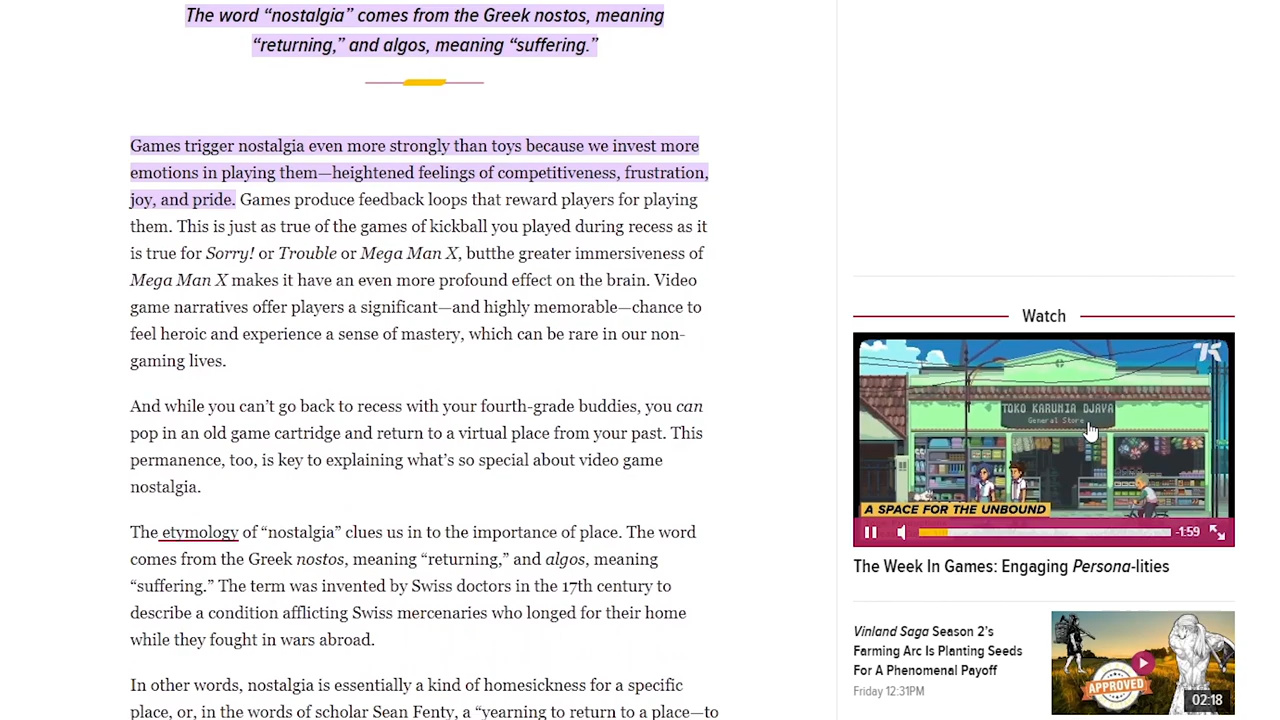 The word “nostalgia” comes from the Greek nostos, meaning
“returning,” and algos, meaning “suffering.”
Games trigger nostalgia even more strongly than toys because we invest more
emotions in playing them—heightened feelings of competitiveness, frustration,
joy, and pride. Games produce feedback loops that reward players for playing
them. This is just as true of the games of kickball you played during recess as it
is true for Sorry! or Trouble or Mega Man X, butthe greater immersiveness of
Mega Man X makes it have an even more profound effect on the brain. Video
game narratives offer players a significant—and highly memorable—chance to
feel heroic and experience a sense of mastery, which can be rare in our non-
gaming lives.
And while you can’t go back to recess with your fourth-grade buddies, you can
pop in an old game cartridge and return to a virtual place from your past. This
permanence, too, is key to explaining what’s so special about video game
nostalgia.
The etymology of “nostalgia” clues us in to the importance of place. The word
comes from the Greek nostos, meaning “returning,” and algos, meaning
“suffering.” The term was invented by Swiss doctors in the 17th century to
describe a condition afflicting Swiss mercenaries who longed for their home
while they fought in wars abroad.
In other words, nostalgia is essentially a kind of homesickness for a specific
place, or, in the words of scholar Sean Fenty, a “yearning to return to a place—to
Watch
TOKO KARUNIA DJAYA
General Store
A SPACE FOR THE UNBOUND
-1:59
The Week In Games: Engaging Persona-lities
Vinland Saga Season 2’s
Farming Arc Is Planting Seeds
For A Phenomenal Payoff
Friday 12:31PM
APPROVED
02:18